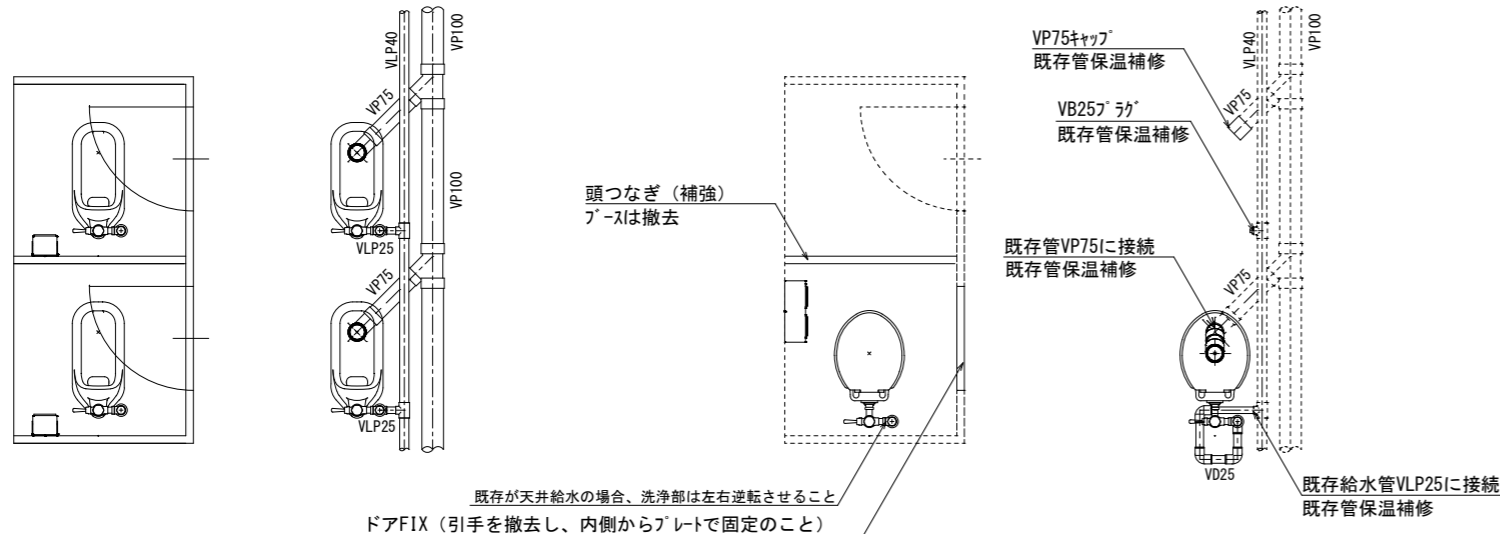 VLP40
VP100
VP75
VP100
VLP25
VP75
VLP25
頭つなぎ（補強）
ﾌﾞｰｽは撤去
既存が天井給水の場合、洗浄部は左右逆転させること
ドアFIX（引手を撤去し、内側からﾌﾟﾚｰﾄで固定のこと）
VP75ｷｬｯﾌﾟ
既存管保温補修
VB25ﾌﾟﾗｸﾞ
既存管保温補修
既存管VP75に接続
既存管保温補修
VLP40
VP100
VP75
VP75
VD25
既存給水管VLP25に接続
既存管保温補修